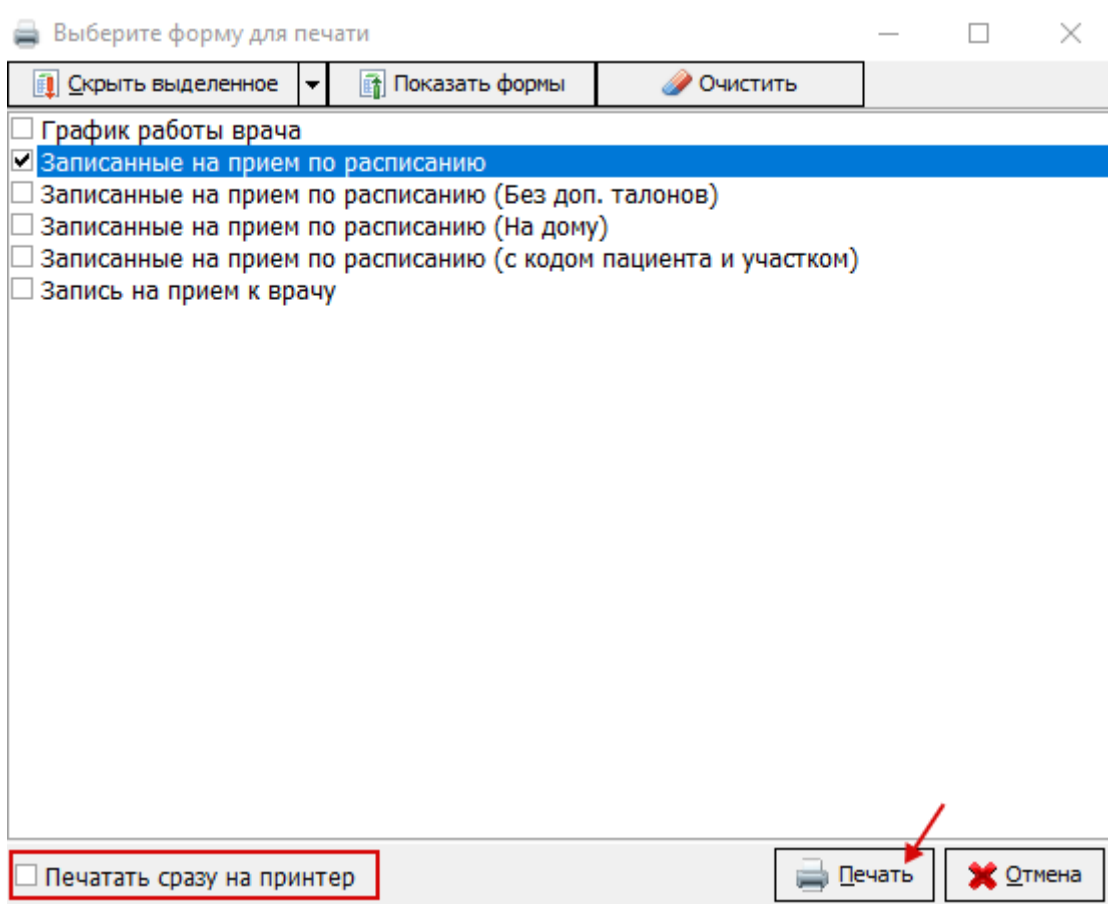 Выберите форму для печати
Скрыть выделенное Показать формы Очистить
График работы врача
Записанные на прием по расписанию
Записанные на прием по расписанию (Без доп. талонов)
Записанные на прием по расписанию (На дому)
Записанные на прием по расписанию (с кодом пациента и участком)
Запись на прием к врачу
Печатать сразу на принтер Печать Отмена